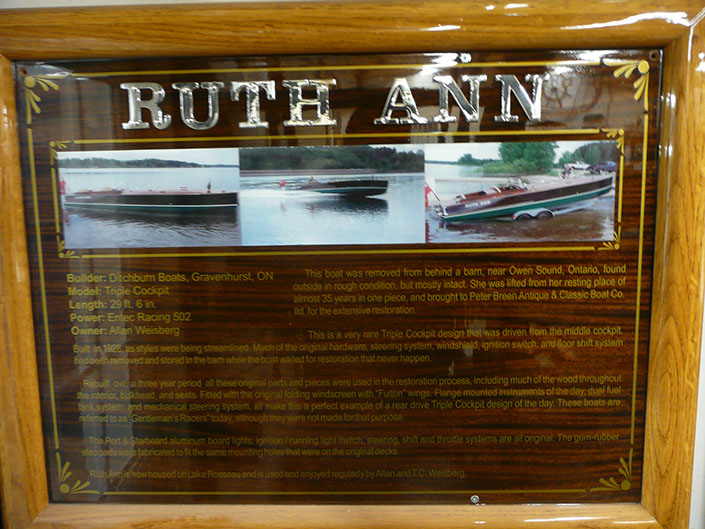 RUTH ANN
Builder: Ditchburn Boats, Gravenhurst, ON
Model: Triple Cockpit
Length: 29 ft. 6 in.
Power: Entec Racing 502
Owner: Allan Weisberg
This boat was removed from behind a barn, near Owen Sound, Ontario, found
outside in rough condition, but mostly intact. She was lifted from her resting place of
almost 35 years in one piece, and brought to Peter Breen Antique & Classic Boat Co.
ltd. for the extensive restoration.
This is a very rare Triple Cockpit design that was driven from the middle cockpit.
Built in 1928, as styles were being streamlined. Much of the original hardware, steering system, windshield, ignition switch, and floor shift system
had been removed and stored in the barn while the boat waited for restoration that never happen.
Rebuilt over a three year period all these original parts and pieces were used in the restoration process, including much of the wood throughout
the interior, bulkhead, and seats. Fitted with the original folding windscreen with "Fulton" wings. Flange mounted instruments of the day, dual fuel
tank system, and mechanical steering system, all make this a perfect example of a rear drive Triple Cockpit design of the day. These boats are
referred to as "Gentleman's Racers" today, although they were not made for that purpose.
The Port & Starboard aluminum board lights, ignition / running light switch, steering, shift and throttle systems are all original. The gum-rubber
step pads were fabricated to fit the same mounting holes that were on the original decks.
Ruth Ann is now housed on Lake Rosseau and is used and enjoyed regularly by Allan and T.C. Weisberg.